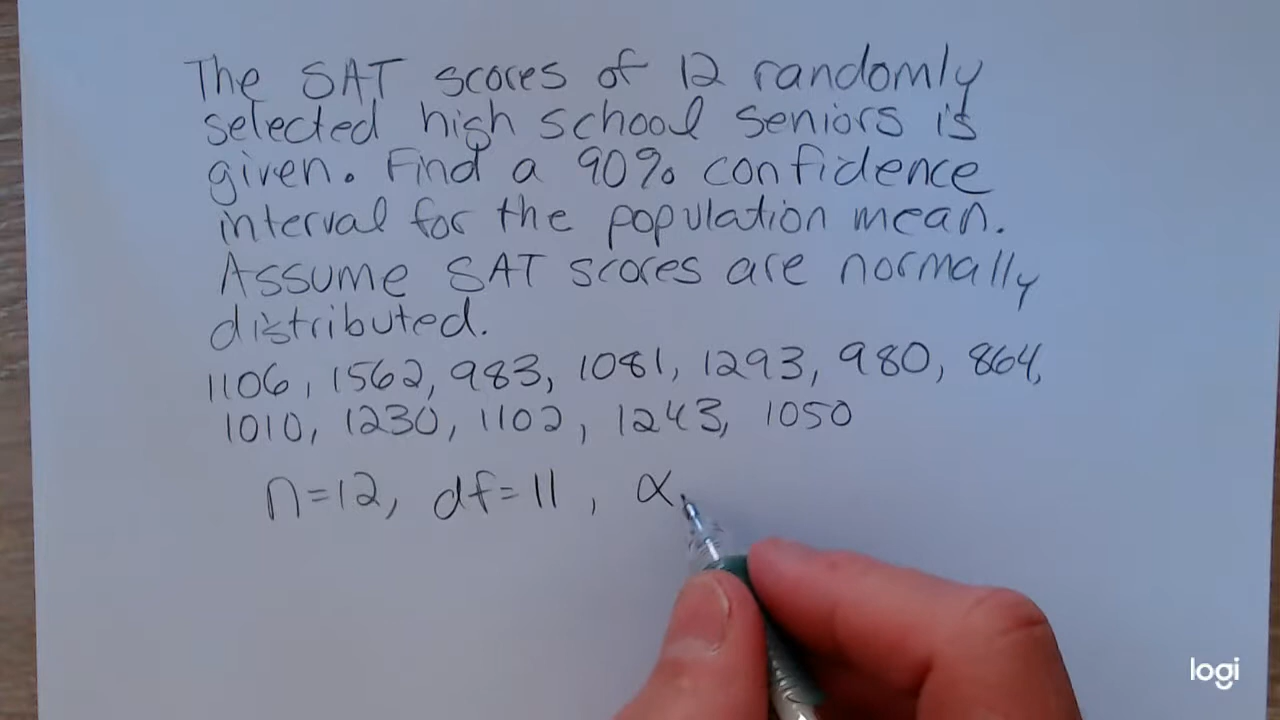 The SAT scores of 12 randomly
selected high school seniors is
given. Find a 90% confidence
interval for the population mean.
Assume SAT scores are normally
distributed.
1106, 1562, 983, 1081, 1293, 980, 864,
1010, 1230, 1102, 1243, 1050
n=12, df=11, α
logi